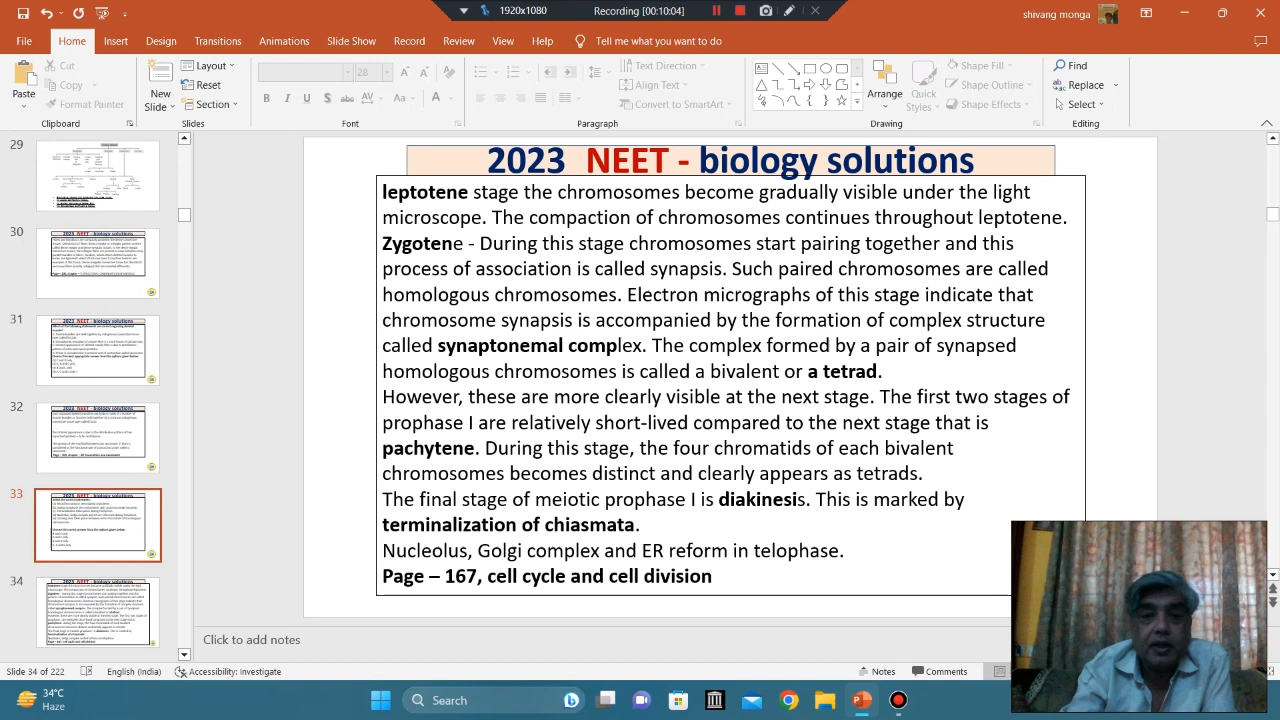 1920x1080
Recording [00:10:04]
shivang monga
File Home Insert Design Transitions Animations Slide Show Record Review View Help Tell me what you want to do
Paste
Cut
Copy
Format Painter
Clipboard
New Slide
Layout
Reset
Section
Slides
28
Font
Text Direction
Align Text
Convert to SmartArt
Paragraph
Arrange
Quick Styles
Shape Fill
Shape Outline
Shape Effects
Drawing
Find
Replace
Select
Editing
29
30
31
32
33
34
2023 NEET - biology solutions
Leptotene stage the chromosomes become gradually visible under the light
microscope. The compaction of chromosomes continues throughout leptotene.
Zygotene - During this stage chromosomes start pairing together and this
process of association is called synapsis. Such paired chromosomes are called
homologous chromosomes. Electron micrographs of this stage indicate that
chromosome synapsis is accompanied by the formation of complex structure
called synaptonemal complex. The complex formed by a pair of synapsed
homologous chromosomes is called a bivalent or a tetrad.
However, these are more clearly visible at the next stage. The first two stages of
prophase I are relatively short-lived compared to the next stage that is
pachytene. During this stage, the four chromatids of each bivalent
chromosomes becomes distinct and clearly appears as tetrads.
The final stage of meiotic prophase I is diakinesis. This is marked by
terminalization of chiasmata.
Nucleolus, Golgi complex and ER reform in telophase.
Page – 167, cell cycle and cell division
Click to add notes
Slide 34 of 222 English (India) Accessibility: Investigate
Notes Comments
34°C
Haze
Search